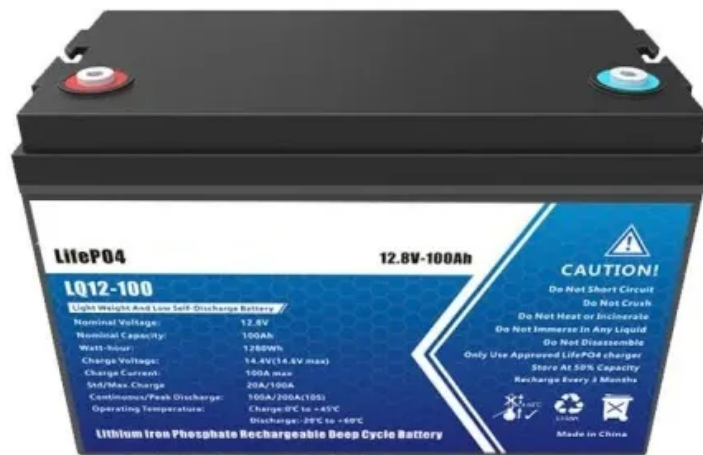 LifePO4
12.8V-100Ah
LQ12-100
Light Weight And Low Self-Discharge Battery
Nominal Voltage: 12.8V
Nominal Capacity: 100Ah
Watt-hour: 1280Wh
Charge Voltage: 14.4V(14.6V max)
Charge Current: 100A max
Std/Max.Charge 20A/100A
Continuous/Peak Discharge: 100A/200A(10S)
Operating Temperature: Charge:0℃ to +45℃
Discharge:-20℃ to +60℃
Lithium Iron Phosphate Rechargeable Deep Cycle Battery
CAUTION!
Do Not Short Circuit
Do Not Crush
Do Not Heat or Incinerate
Do Not Immerse In Any Liquid
Do Not Disassemble
Only Use Approved LifePO4 charger
Store At 50% Capacity
Recharge Every 3 Months
Made in China